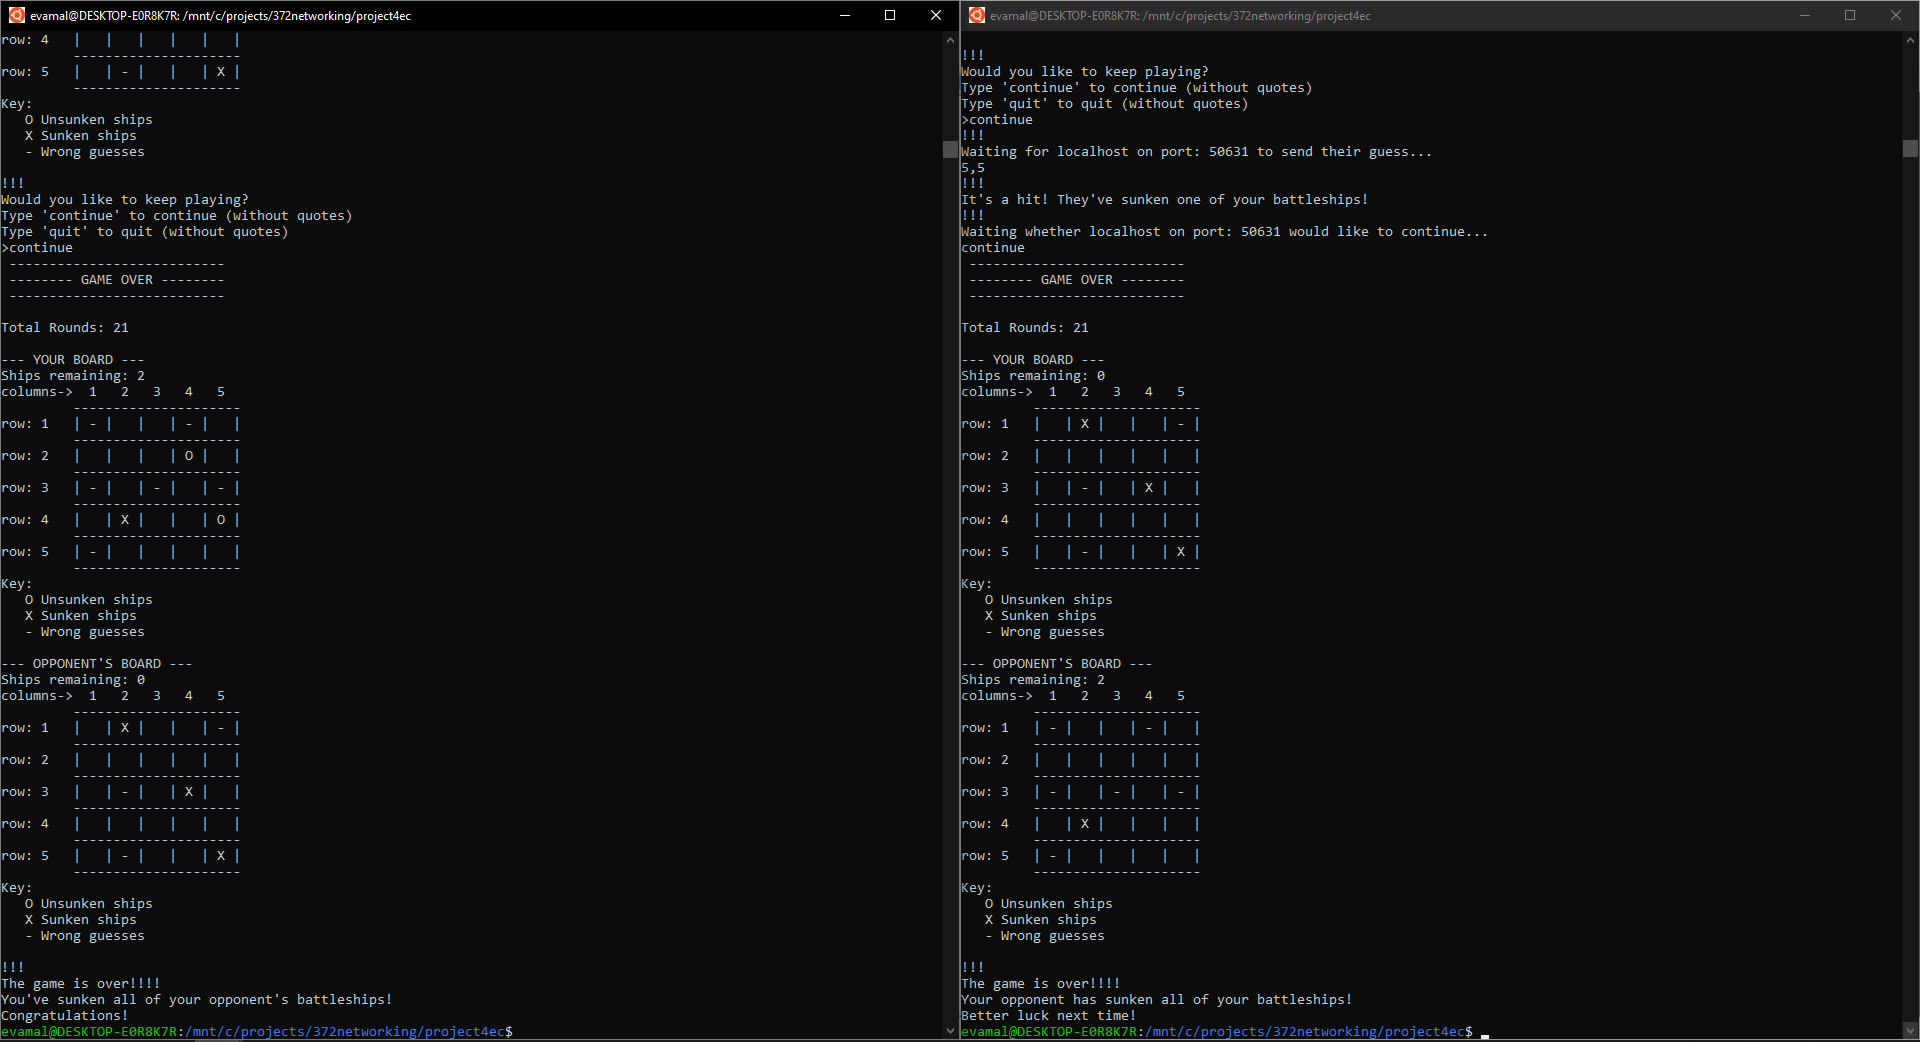 evamal@DESKTOP-E0R8K7R: /mnt/c/projects/372networking/project4ec
row: 4   |   |   |   |   |   |
         ---------------------
row: 5   |   | - |   |   | X |
         ---------------------
Key:
   O Unsunken ships
   X Sunken ships
   - Wrong guesses
!!!
Would you like to keep playing?
Type 'continue' to continue (without quotes)
Type 'quit' to quit (without quotes)
>continue
 ---------------------------
 -------- GAME OVER --------
 ---------------------------
Total Rounds: 21
--- YOUR BOARD ---
Ships remaining: 2
columns->  1   2   3   4   5
         ---------------------
row: 1   | - |   |   | - |   |
         ---------------------
row: 2   |   |   |   | O |   |
         ---------------------
row: 3   | - |   | - |   | - |
         ---------------------
row: 4   |   | X |   |   | O |
         ---------------------
row: 5   | - |   |   |   |   |
         ---------------------
Key:
   O Unsunken ships
   X Sunken ships
   - Wrong guesses
--- OPPONENT'S BOARD ---
Ships remaining: 0
columns->  1   2   3   4   5
         ---------------------
row: 1   |   | X |   |   | - |
         ---------------------
row: 2   |   |   |   |   |   |
         ---------------------
row: 3   |   | - |   | X |   |
         ---------------------
row: 4   |   |   |   |   |   |
         ---------------------
row: 5   |   | - |   |   | X |
         ---------------------
Key:
   O Unsunken ships
   X Sunken ships
   - Wrong guesses
!!!
The game is over!!!!
You've sunken all of your opponent's battleships!
Congratulations!
evamal@DESKTOP-E0R8K7R:/mnt/c/projects/372networking/project4ec$
evamal@DESKTOP-E0R8K7R: /mnt/c/projects/372networking/project4ec
!!!
Would you like to keep playing?
Type 'continue' to continue (without quotes)
Type 'quit' to quit (without quotes)
>continue
!!!
Waiting for localhost on port: 50631 to send their guess...
5,5
!!!
It's a hit! They've sunken one of your battleships!
!!!
Waiting whether localhost on port: 50631 would like to continue...
continue
 ---------------------------
 -------- GAME OVER --------
 ---------------------------
Total Rounds: 21
--- YOUR BOARD ---
Ships remaining: 0
columns->  1   2   3   4   5
         ---------------------
row: 1   |   | X |   |   | - |
         ---------------------
row: 2   |   |   |   |   |   |
         ---------------------
row: 3   |   | - |   | X |   |
         ---------------------
row: 4   |   |   |   |   |   |
         ---------------------
row: 5   |   | - |   |   | X |
         ---------------------
Key:
   O Unsunken ships
   X Sunken ships
   - Wrong guesses
--- OPPONENT'S BOARD ---
Ships remaining: 2
columns->  1   2   3   4   5
         ---------------------
row: 1   | - |   |   | - |   |
         ---------------------
row: 2   |   |   |   |   |   |
         ---------------------
row: 3   | - |   | - |   | - |
         ---------------------
row: 4   |   | X |   |   |   |
         ---------------------
row: 5   | - |   |   |   |   |
         ---------------------
Key:
   O Unsunken ships
   X Sunken ships
   - Wrong guesses
!!!
The game is over!!!!
Your opponent has sunken all of your battleships!
Better luck next time!
evamal@DESKTOP-E0R8K7R:/mnt/c/projects/372networking/project4ec$